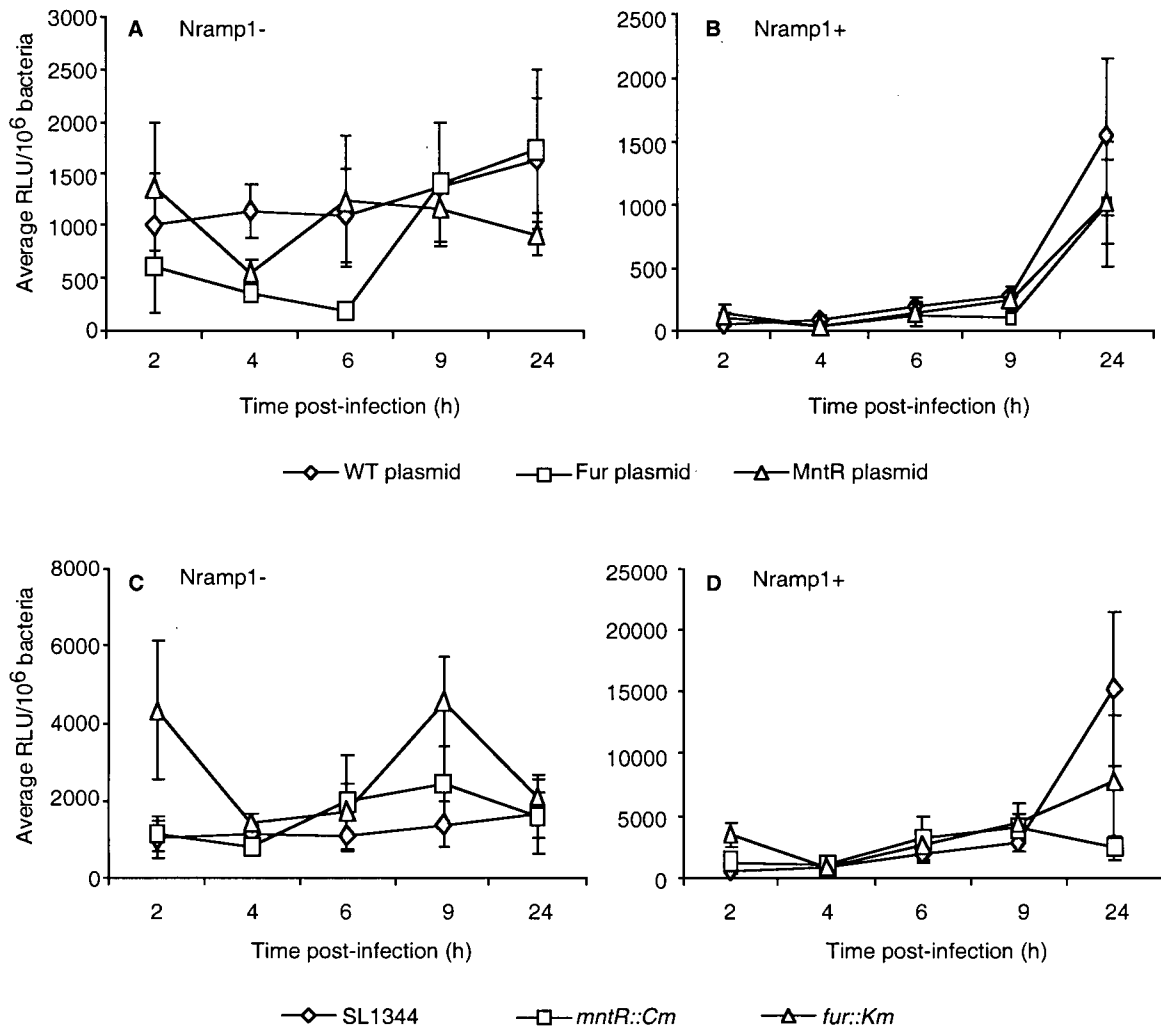 A Nramp1-
Average RLU/10⁶ bacteria
3000
2500
2000
1500
1000
500
0
2 4 6 9 24
Time post-infection (h)
B Nramp1+
2500
2000
1500
1000
500
0
2 4 6 9 24
Time post-infection (h)
WT plasmid Fur plasmid MntR plasmid
C Nramp1-
Average RLU/10⁶ bacteria
8000
6000
4000
2000
0
2 4 6 9 24
Time post-infection (h)
D Nramp1+
25000
20000
15000
10000
5000
0
2 4 6 9 24
Time post-infection (h)
SL1344 mntR::Cm fur::Km